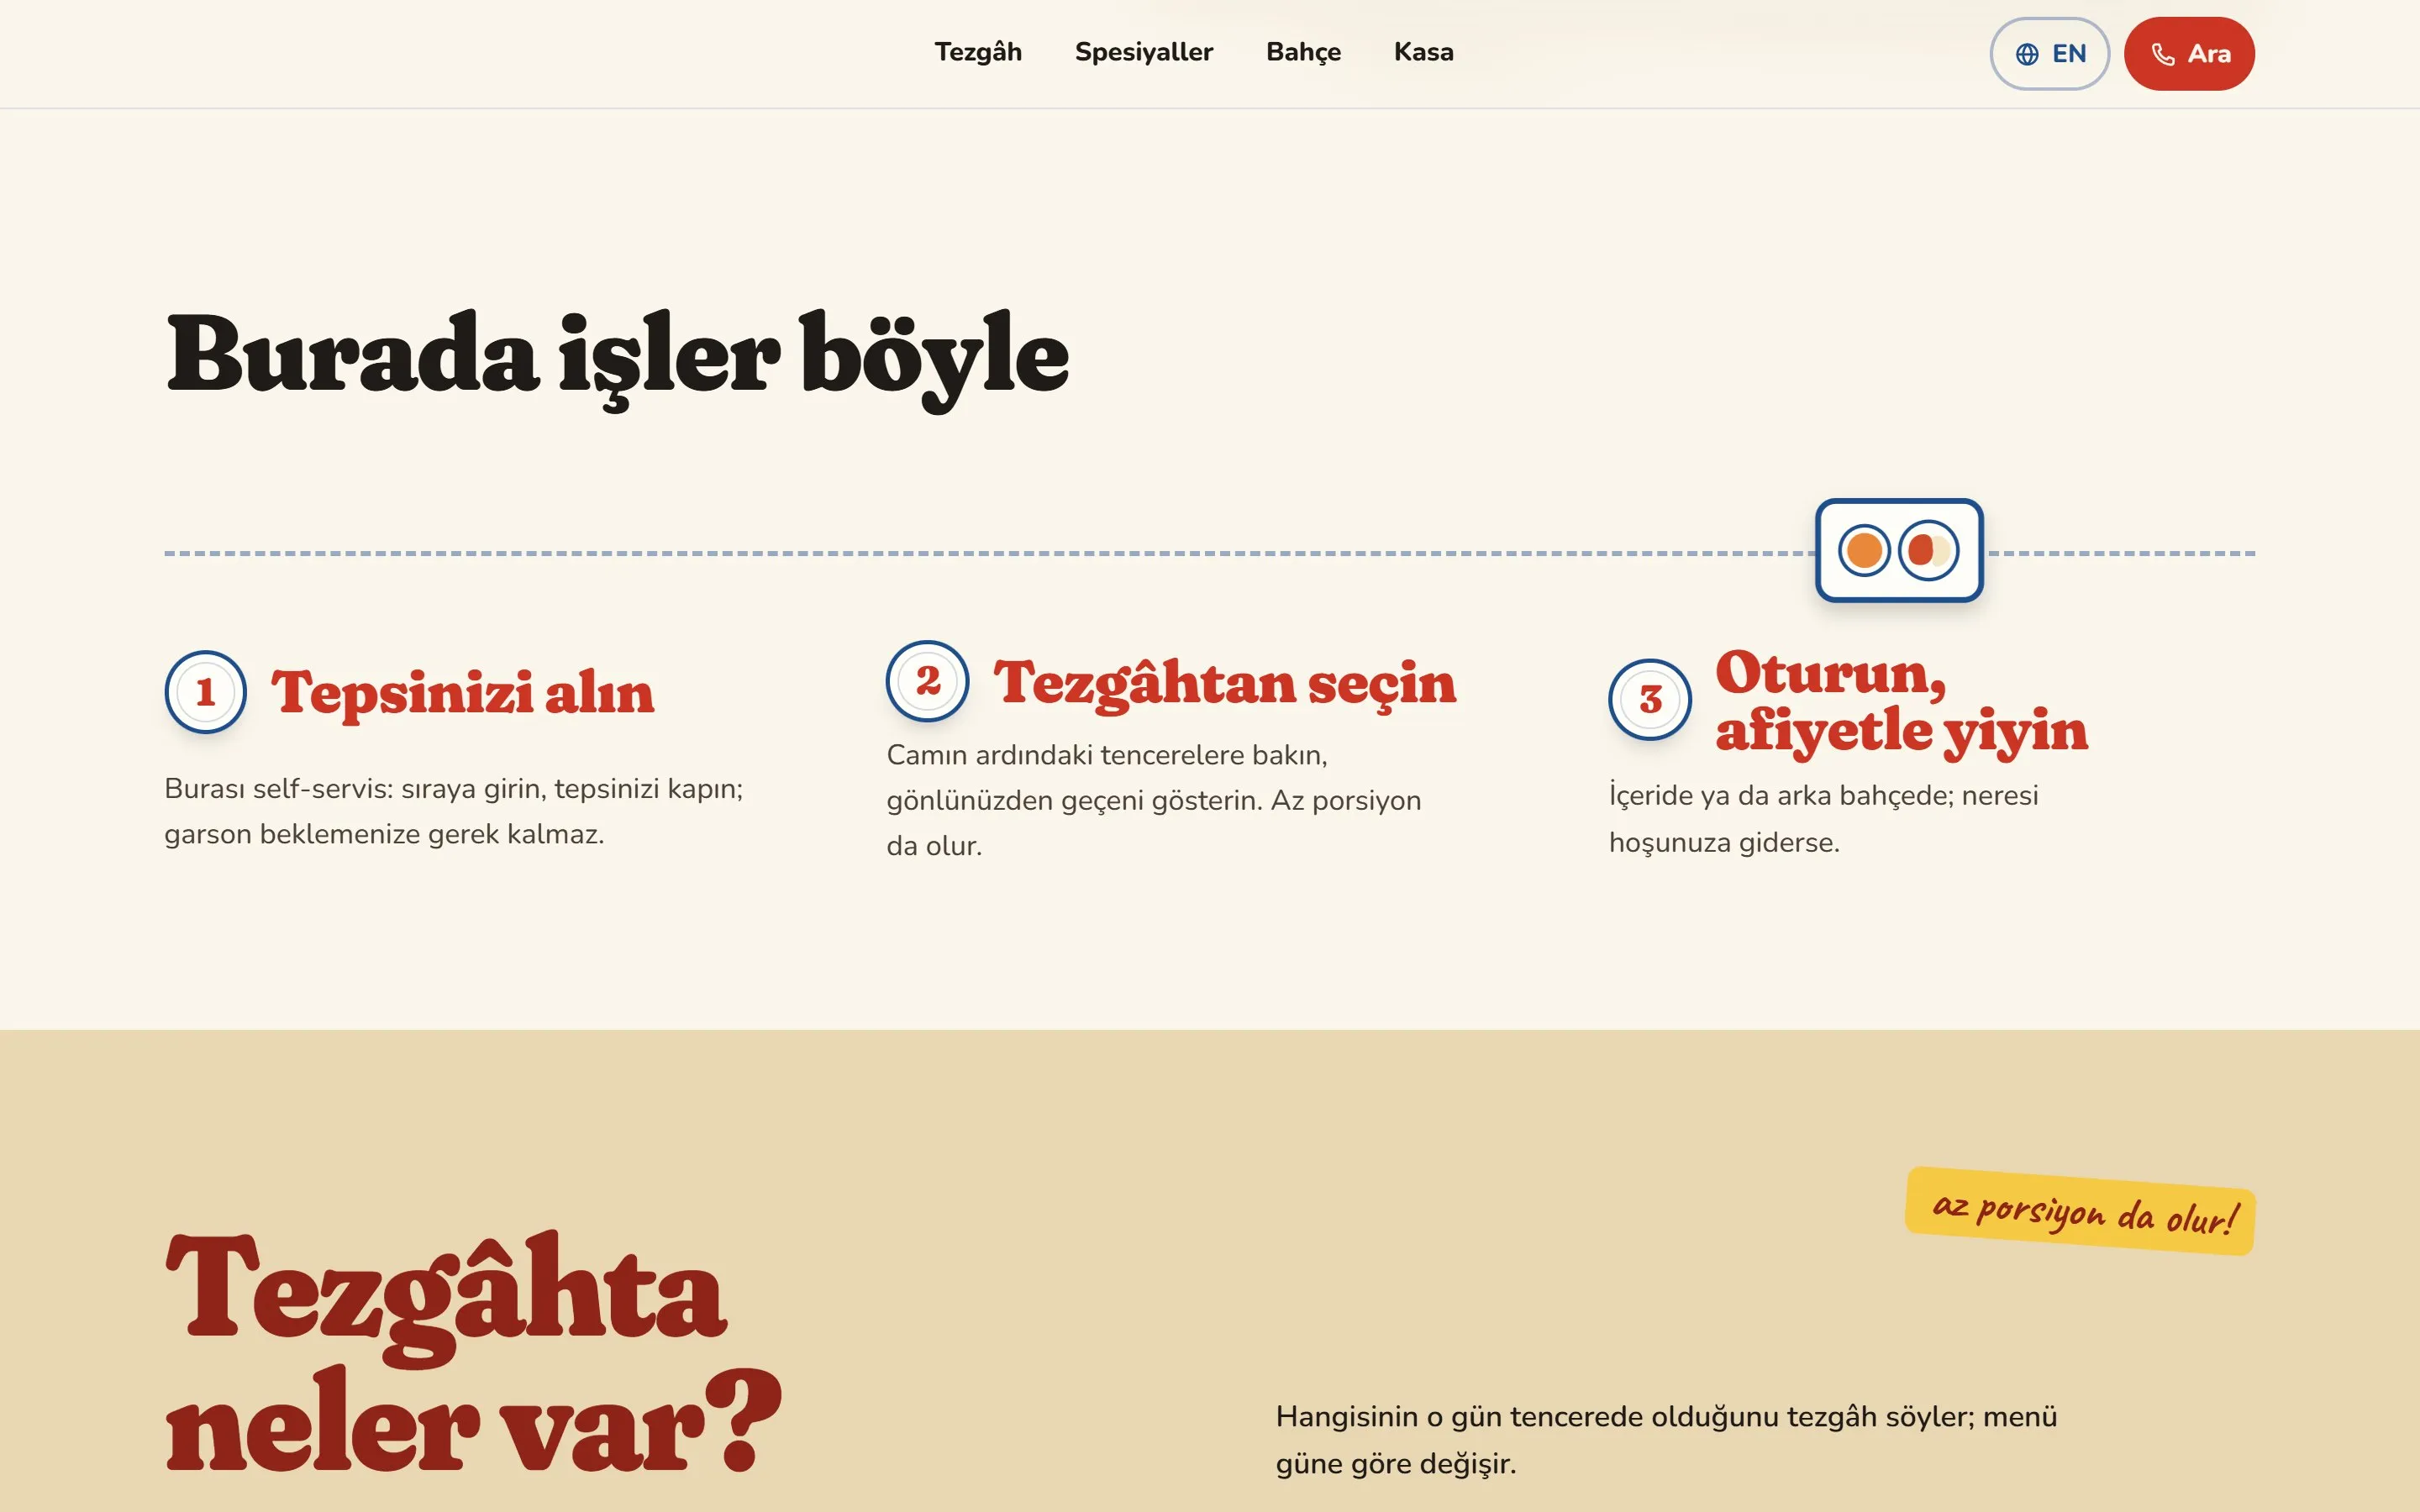 Tezgâh
Spesiyaller
Bahçe
Kasa
EN
Ara
Burada işler böyle
1
Tepsinizi alın
Burası self-servis: sıraya girin, tepsinizi kapın;
garson beklemenize gerek kalmaz.
2
Tezgâhtan seçin
Camın ardındaki tencerelere bakın,
gönlünüzden geçeni gösterin. Az porsiyon
da olur.
3
Oturun,
afiyetle yiyin
İçeride ya da arka bahçede; neresi
hoşunuza giderse.
az porsiyon da olur!
Tezgâhta
neler var?
Hangisinin o gün tencerede olduğunu tezgâh söyler; menü
güne göre değişir.